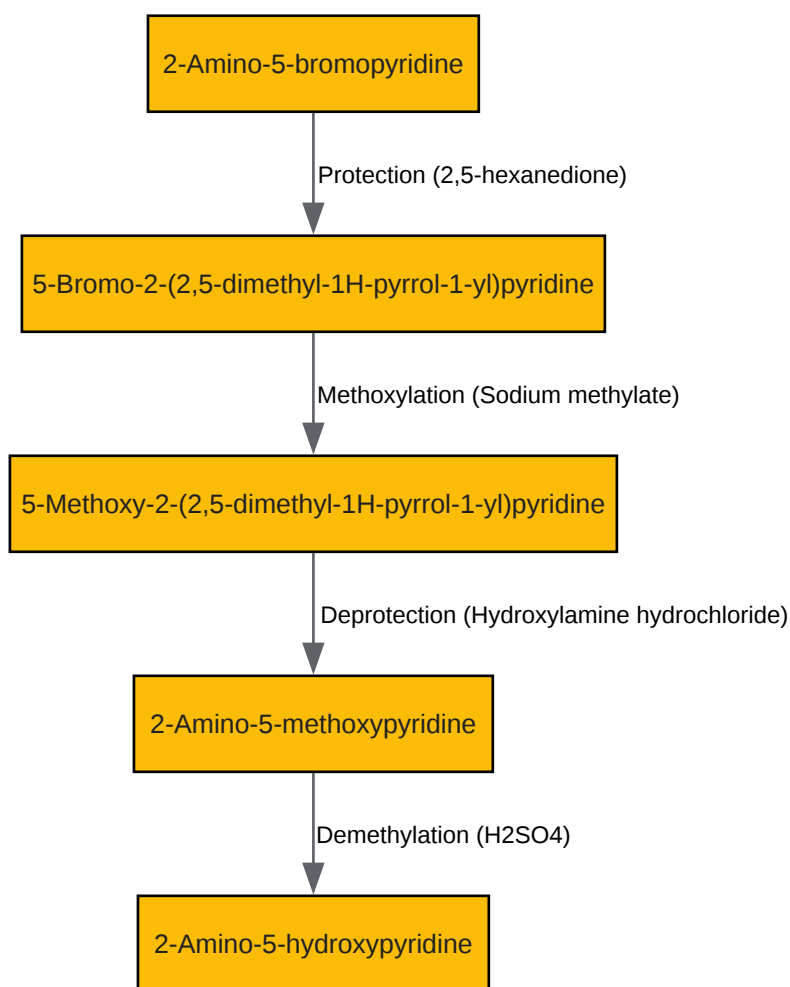 2-Amino-5-bromopyridine
Protection (2,5-hexanedione)
5-Bromo-2-(2,5-dimethyl-1H-pyrrol-1-yl)pyridine
Methoxylation (Sodium methylate)
5-Methoxy-2-(2,5-dimethyl-1H-pyrrol-1-yl)pyridine
Deprotection (Hydroxylamine hydrochloride)
2-Amino-5-methoxypyridine
Demethylation (H2SO4)
2-Amino-5-hydroxypyridine